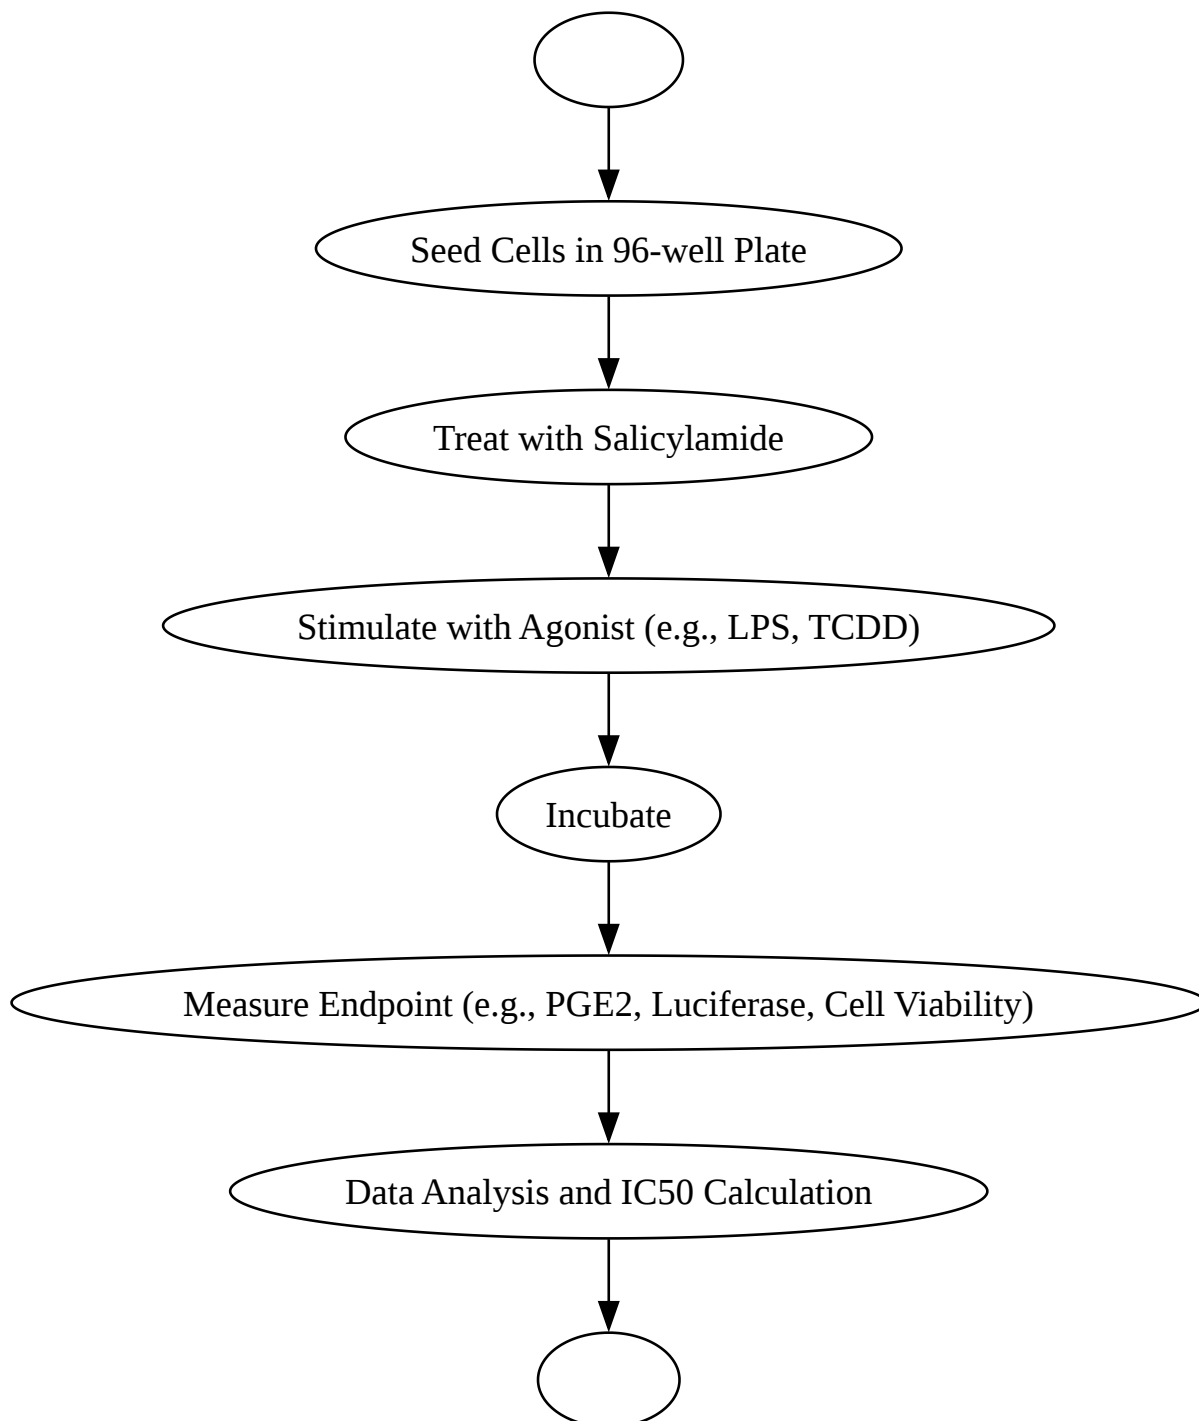 Seed Cells in 96-well Plate
Treat with Salicylamide
Stimulate with Agonist (e.g., LPS, TCDD)
Incubate
Measure Endpoint (e.g., PGE2, Luciferase, Cell Viability)
Data Analysis and IC50 Calculation